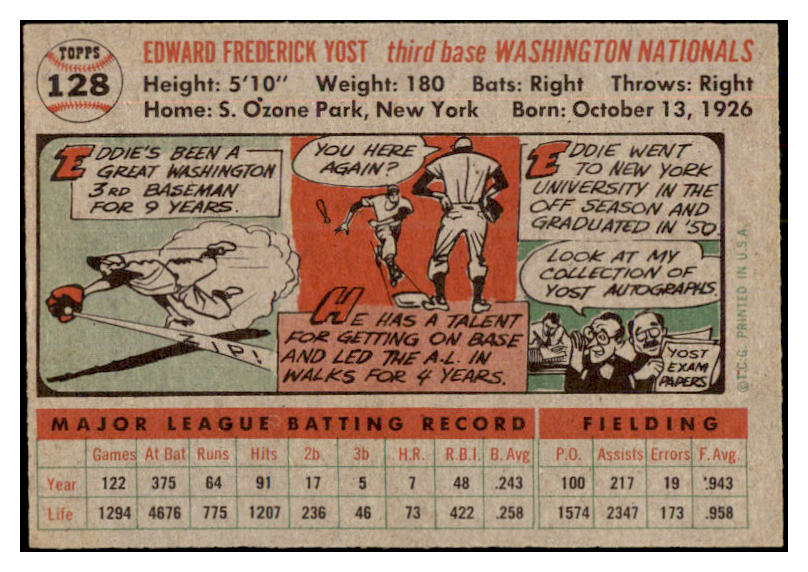 TOPPS
128
EDWARD FREDERICK YOST third base WASHINGTON NATIONALS
Height: 5'10" Weight: 180 Bats: Right Throws: Right
Home: S. Ozone Park, New York Born: October 13, 1926
EDDIE'S BEEN A
GREAT WASHINGTON
3RD BASEMAN
FOR 9 YEARS.
ZIP!
YOU HERE
AGAIN?
!
HE HAS A TALENT
FOR GETTING ON BASE
AND LED THE A.L. IN
WALKS FOR 4 YEARS.
EDDIE WENT
TO NEW YORK
UNIVERSITY IN THE
OFF SEASON AND
GRADUATED IN '50.
LOOK AT MY
COLLECTION OF
YOST AUTOGRAPHS.
YOST
EXAM
PAPERS
©T.C.G. PRINTED IN U.S.A.
MAJOR LEAGUE BATTING RECORD FIELDING
Games At Bat Runs Hits 2b 3b H.R. R.B.I. B. Avg P.O. Assists Errors F. Avg
Year 122 375 64 91 17 5 7 48 .243 100 217 19 .943
Life 1294 4676 775 1207 236 46 73 422 .258 1574 2347 173 .958